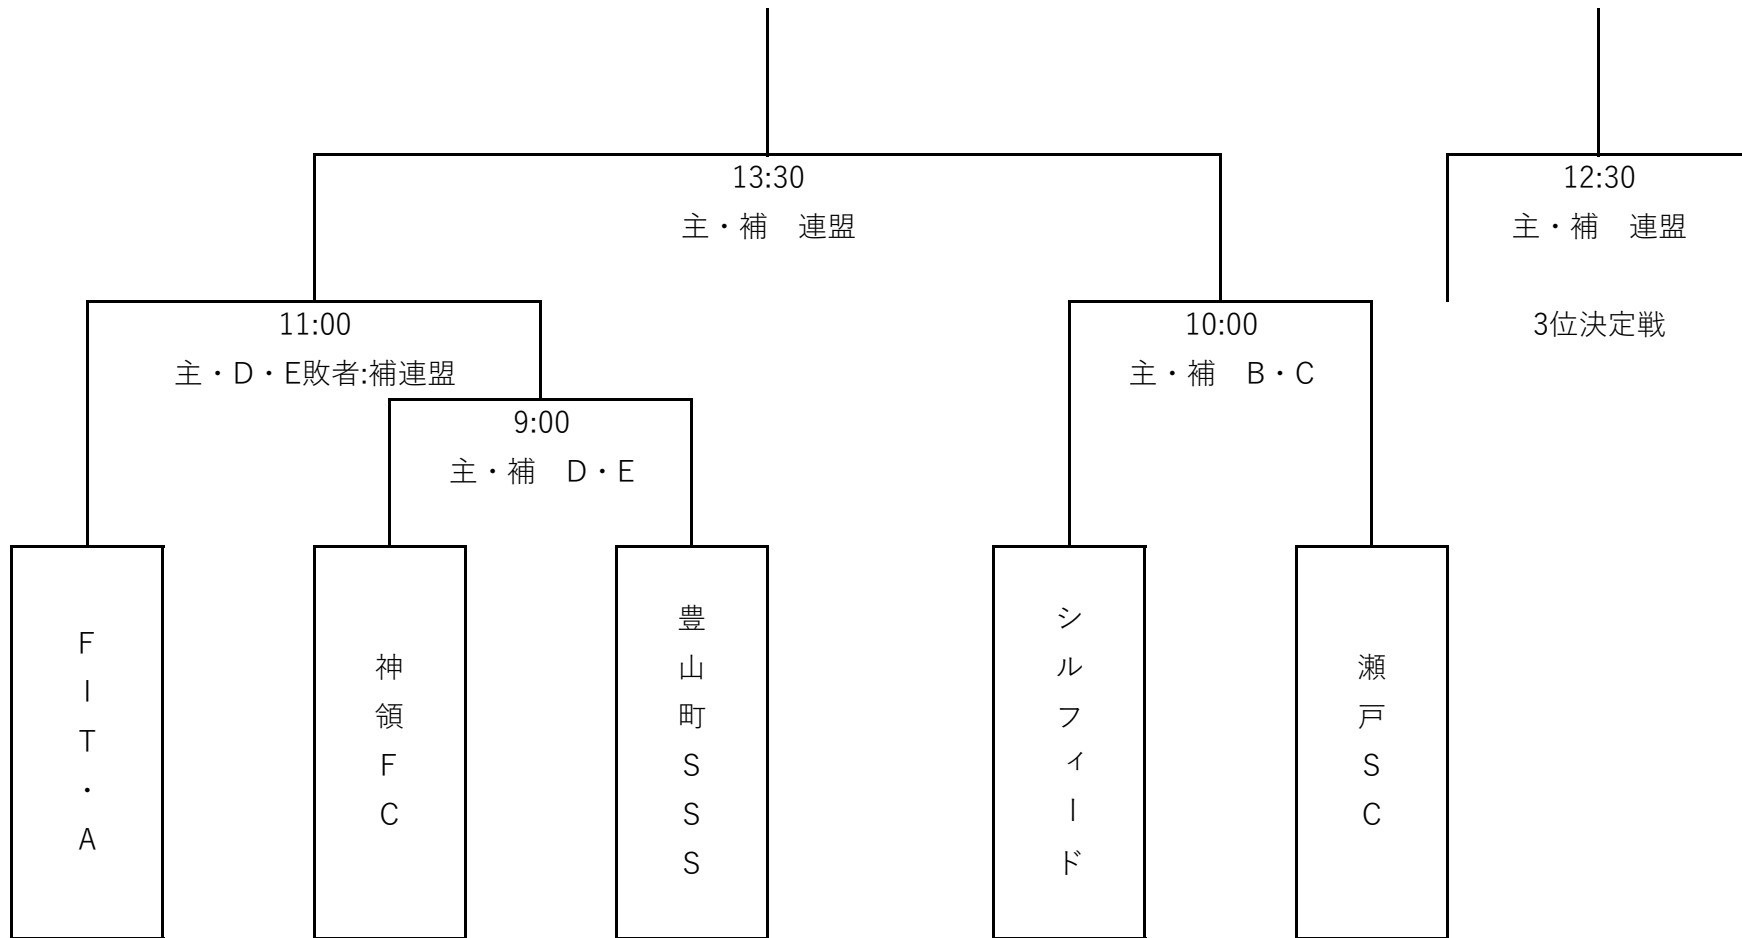 13:30
主・補　連盟
12:30
主・補　連盟
3位決定戦
11:00
主・D・E敗者:補連盟
10:00
主・補　B・C
9:00
主・補　D・E
FIT・A
神領FC
豊山町SSS
シルフィード
瀬戸SC